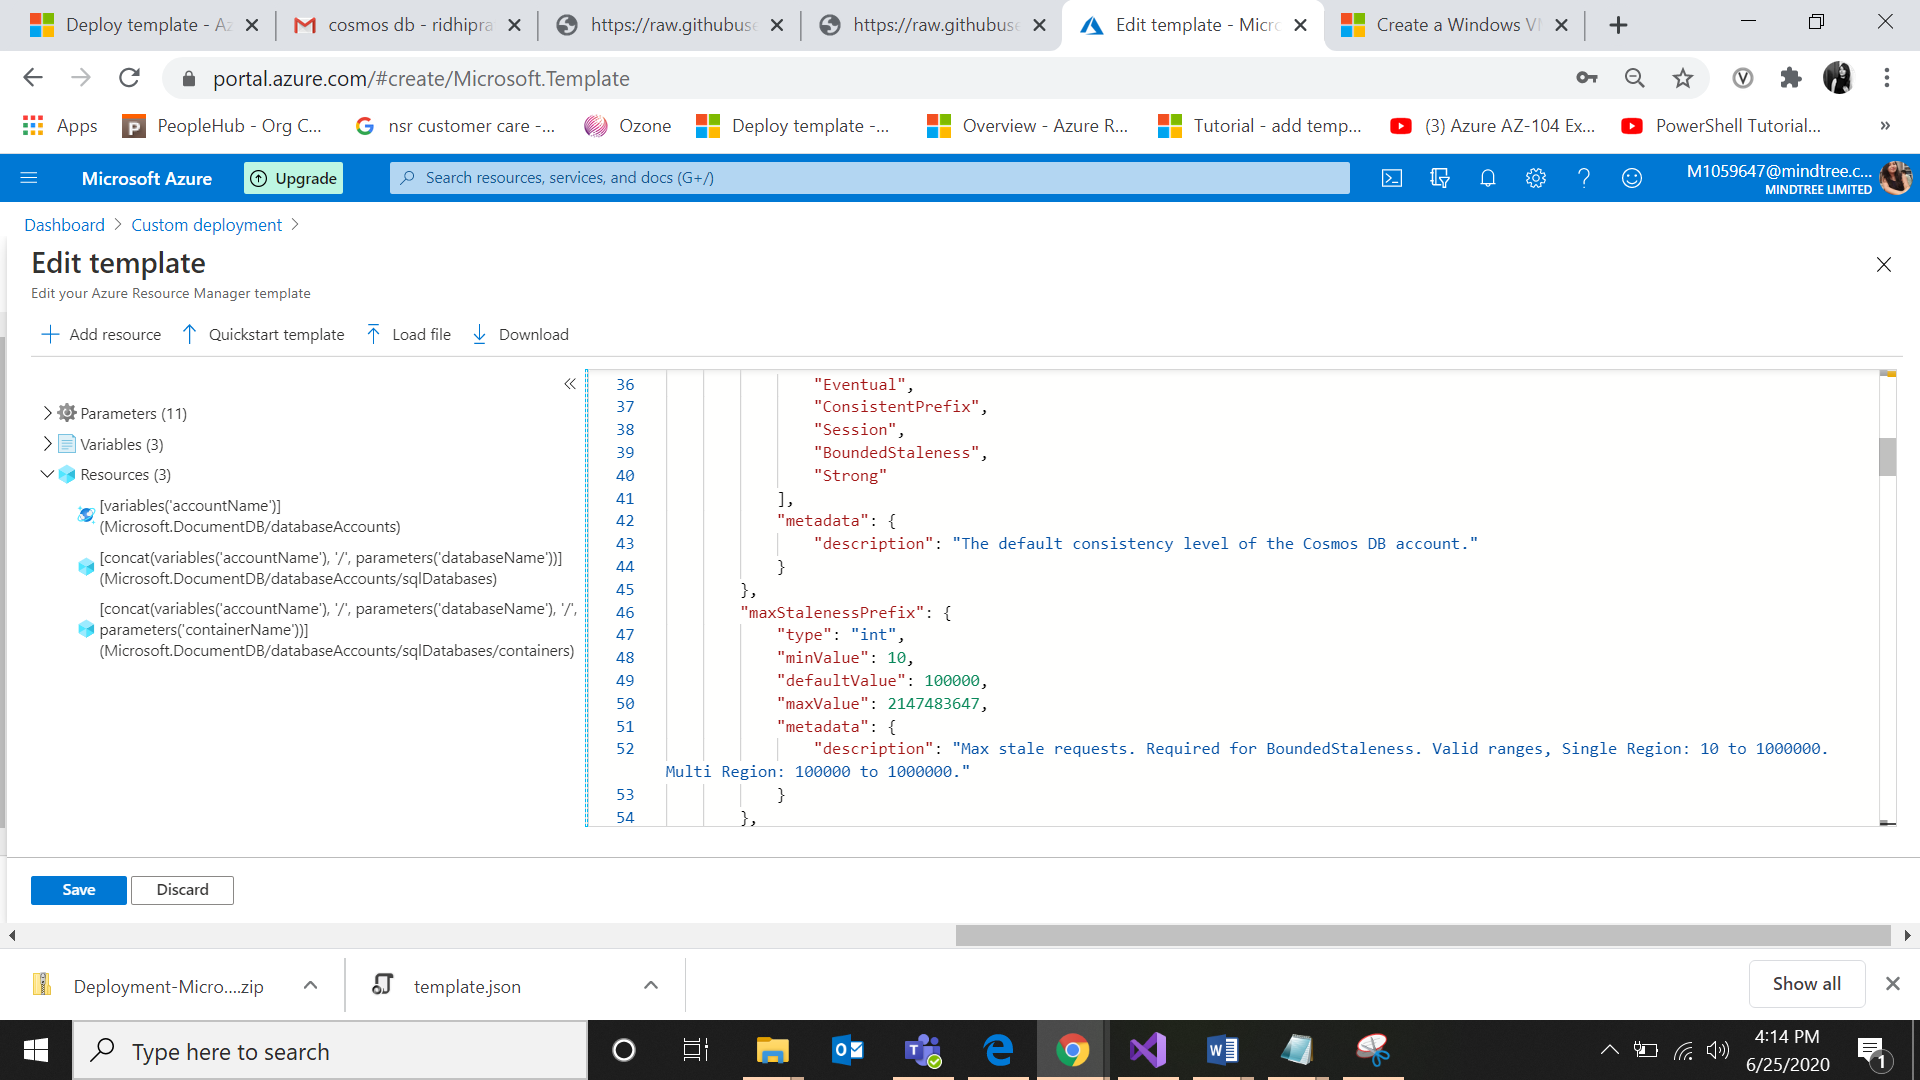 Deploy template - Az
cosmos db - ridhipra
https://raw.githubuse
https://raw.githubuse
Edit template - Micro
Create a Windows VM
portal.azure.com/#create/Microsoft.Template
Apps
PeopleHub - Org C...
nsr customer care -...
Ozone
Deploy template -...
Overview - Azure R...
Tutorial - add temp...
(3) Azure AZ-104 Ex...
PowerShell Tutorial...
»
Microsoft Azure
Upgrade
Search resources, services, and docs (G+/)
M1059647@mindtree.c...
MINDTREE LIMITED
Dashboard > Custom deployment >
Edit template
Edit your Azure Resource Manager template
Add resource
Quickstart template
Load file
Download
Parameters (11)
Variables (3)
Resources (3)
[variables('accountName')]
(Microsoft.DocumentDB/databaseAccounts)
[concat(variables('accountName'), '/', parameters('databaseName'))]
(Microsoft.DocumentDB/databaseAccounts/sqlDatabases)
[concat(variables('accountName'), '/', parameters('databaseName'), '/',
parameters('containerName'))]
(Microsoft.DocumentDB/databaseAccounts/sqlDatabases/containers)
36 "Eventual",
37 "ConsistentPrefix",
38 "Session",
39 "BoundedStaleness",
40 "Strong"
41 ],
42 "metadata": {
43 "description": "The default consistency level of the Cosmos DB account."
44 }
45 },
46 "maxStalenessPrefix": {
47 "type": "int",
48 "minValue": 10,
49 "defaultValue": 100000,
50 "maxValue": 2147483647,
51 "metadata": {
52 "description": "Max stale requests. Required for BoundedStaleness. Valid ranges, Single Region: 10 to 1000000.
Multi Region: 100000 to 1000000."
53 }
54 },
Save
Discard
Deployment-Micro....zip
template.json
Show all
Type here to search
4:14 PM
6/25/2020
1